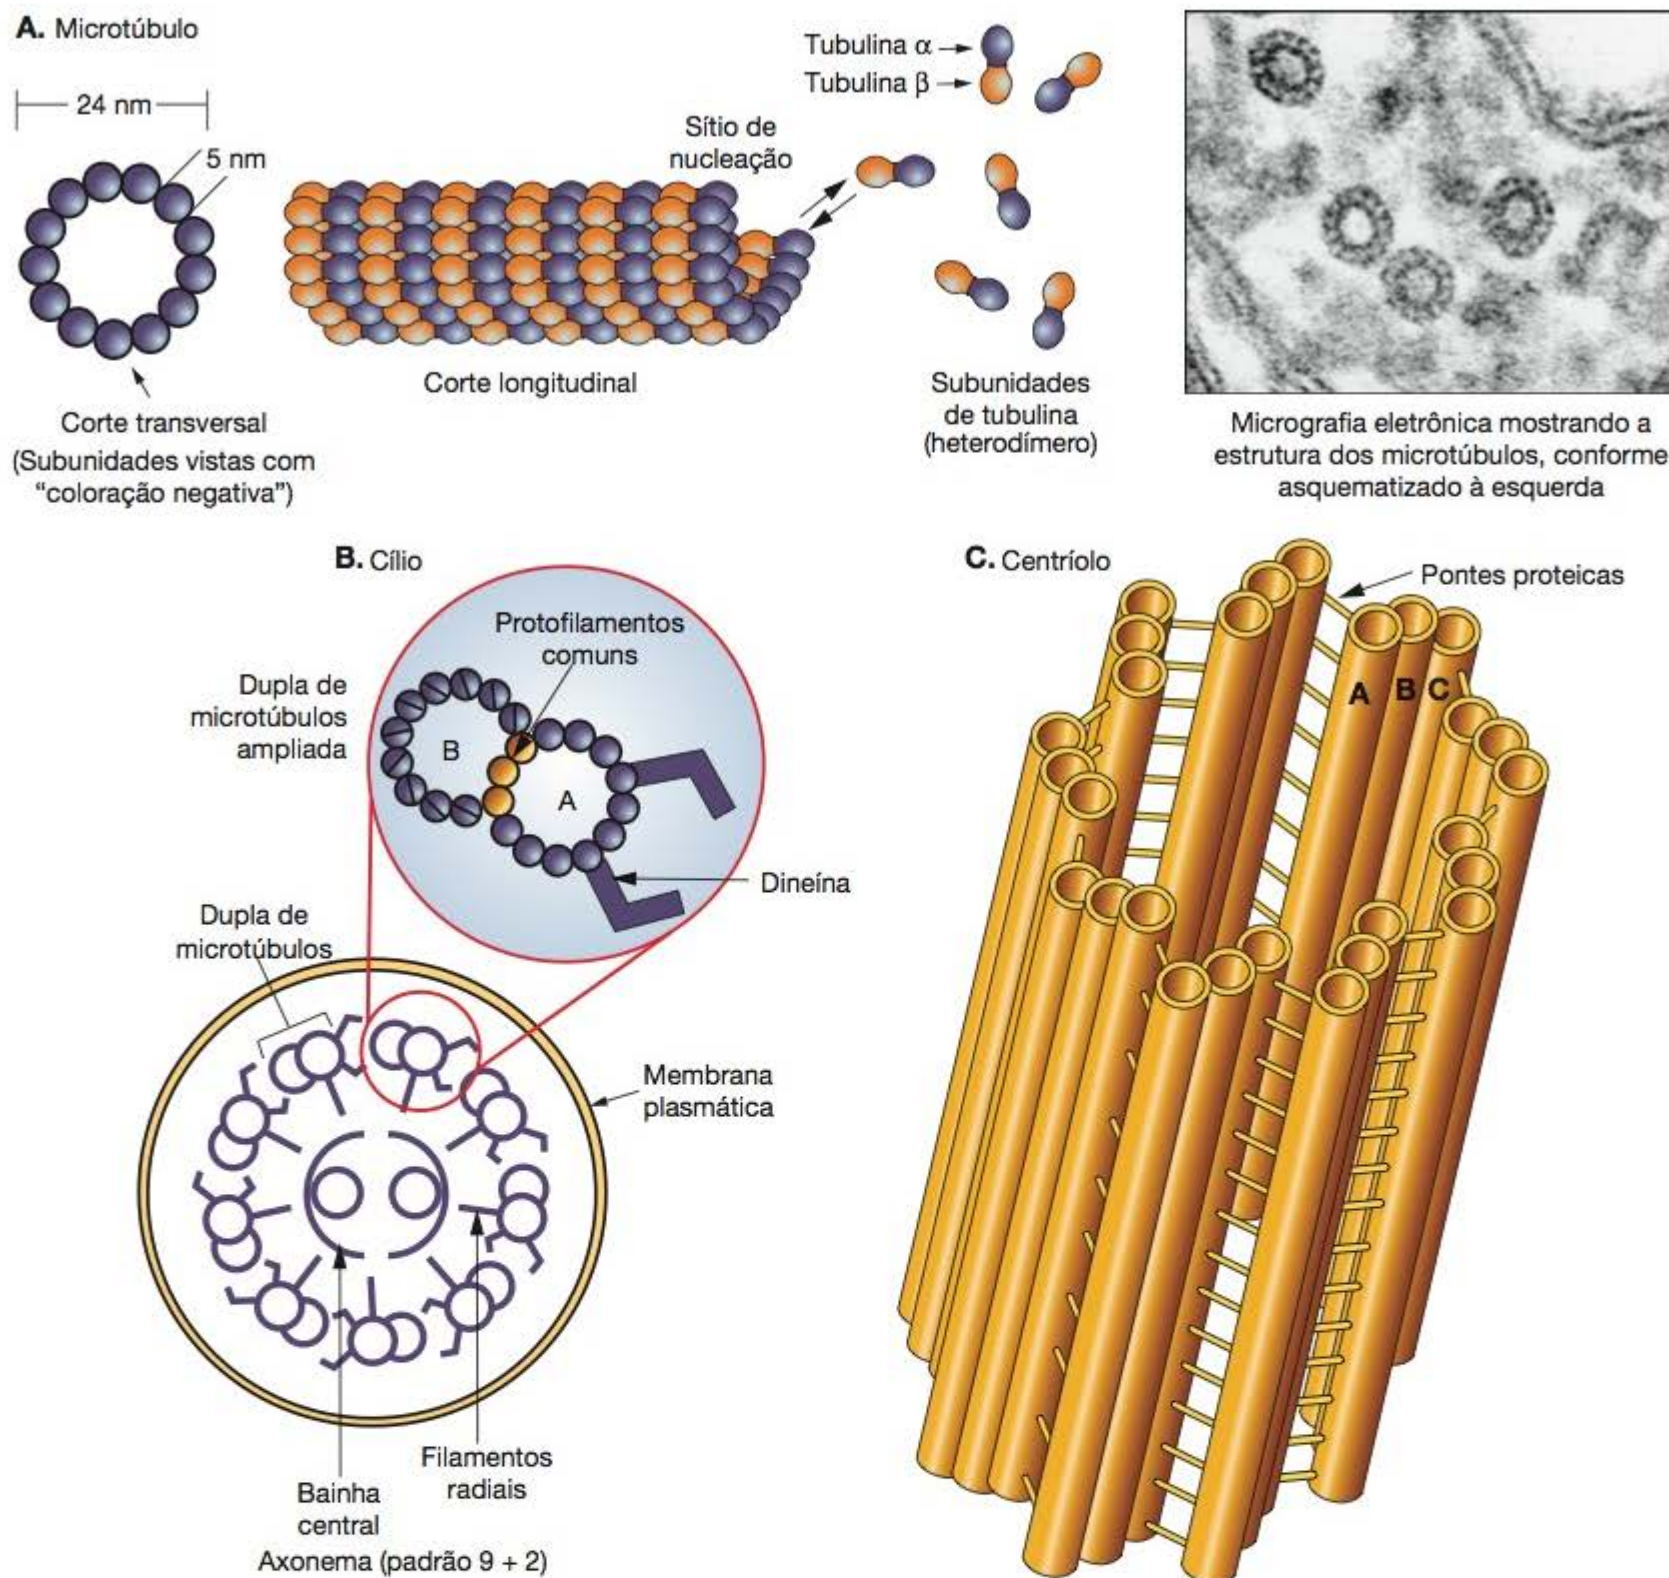 A. Microtúbulo
24 nm
5 nm
Corte transversal
(Subunidades vistas com
“coloração negativa”)
Corte longitudinal
Sítio de
nucleação
Tubulina α
Tubulina β
Subunidades
de tubulina
(heterodímero)
Micrografia eletrônica mostrando a
estrutura dos microtúbulos, conforme
asquematizado à esquerda
B. Cílio
Protofilamentos
comuns
Dupla de
microtúbulos
ampliada
B
A
Dineína
Dupla de
microtúbulos
Membrana
plasmática
Filamentos
radiais
Bainha
central
Axonema (padrão 9 + 2)
C. Centríolo
Pontes proteicas
A B C